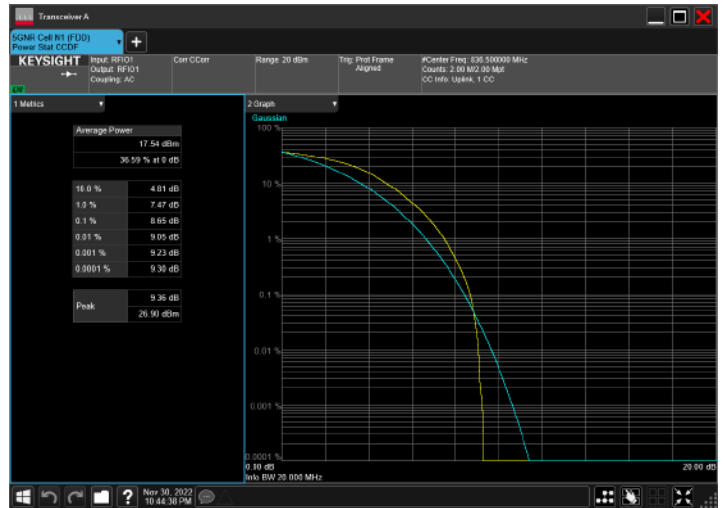 Transceiver A
5GNR Cell N1 (FDD)
Power Stat CCDF
KEYSIGHT
Input: RFIO1
Output: RFIO1
Coupling: AC
Corr CCorr
Range: 20 dBm
Trig: Prot Frame
Aligned
#Center Freq: 836.500000 MHz
Counts: 2.00 M/2.00 Mpt
CC Info: Uplink, 1 CC
1 Metrics
Average Power
17.54 dBm
36.59 % at 0 dB
10.0 % 4.81 dB
1.0 % 7.47 dB
0.1 % 8.65 dB
0.01 % 9.05 dB
0.001 % 9.23 dB
0.0001 % 9.30 dB
Peak
9.36 dB
26.90 dBm
2 Graph
Gaussian
100 %
10 %
1 %
0.1 %
0.01 %
0.001 %
0.0001 %
0.00 dB
20.00 dB
Info BW 20.000 MHz
Nov 30, 2022
10:44:38 PM